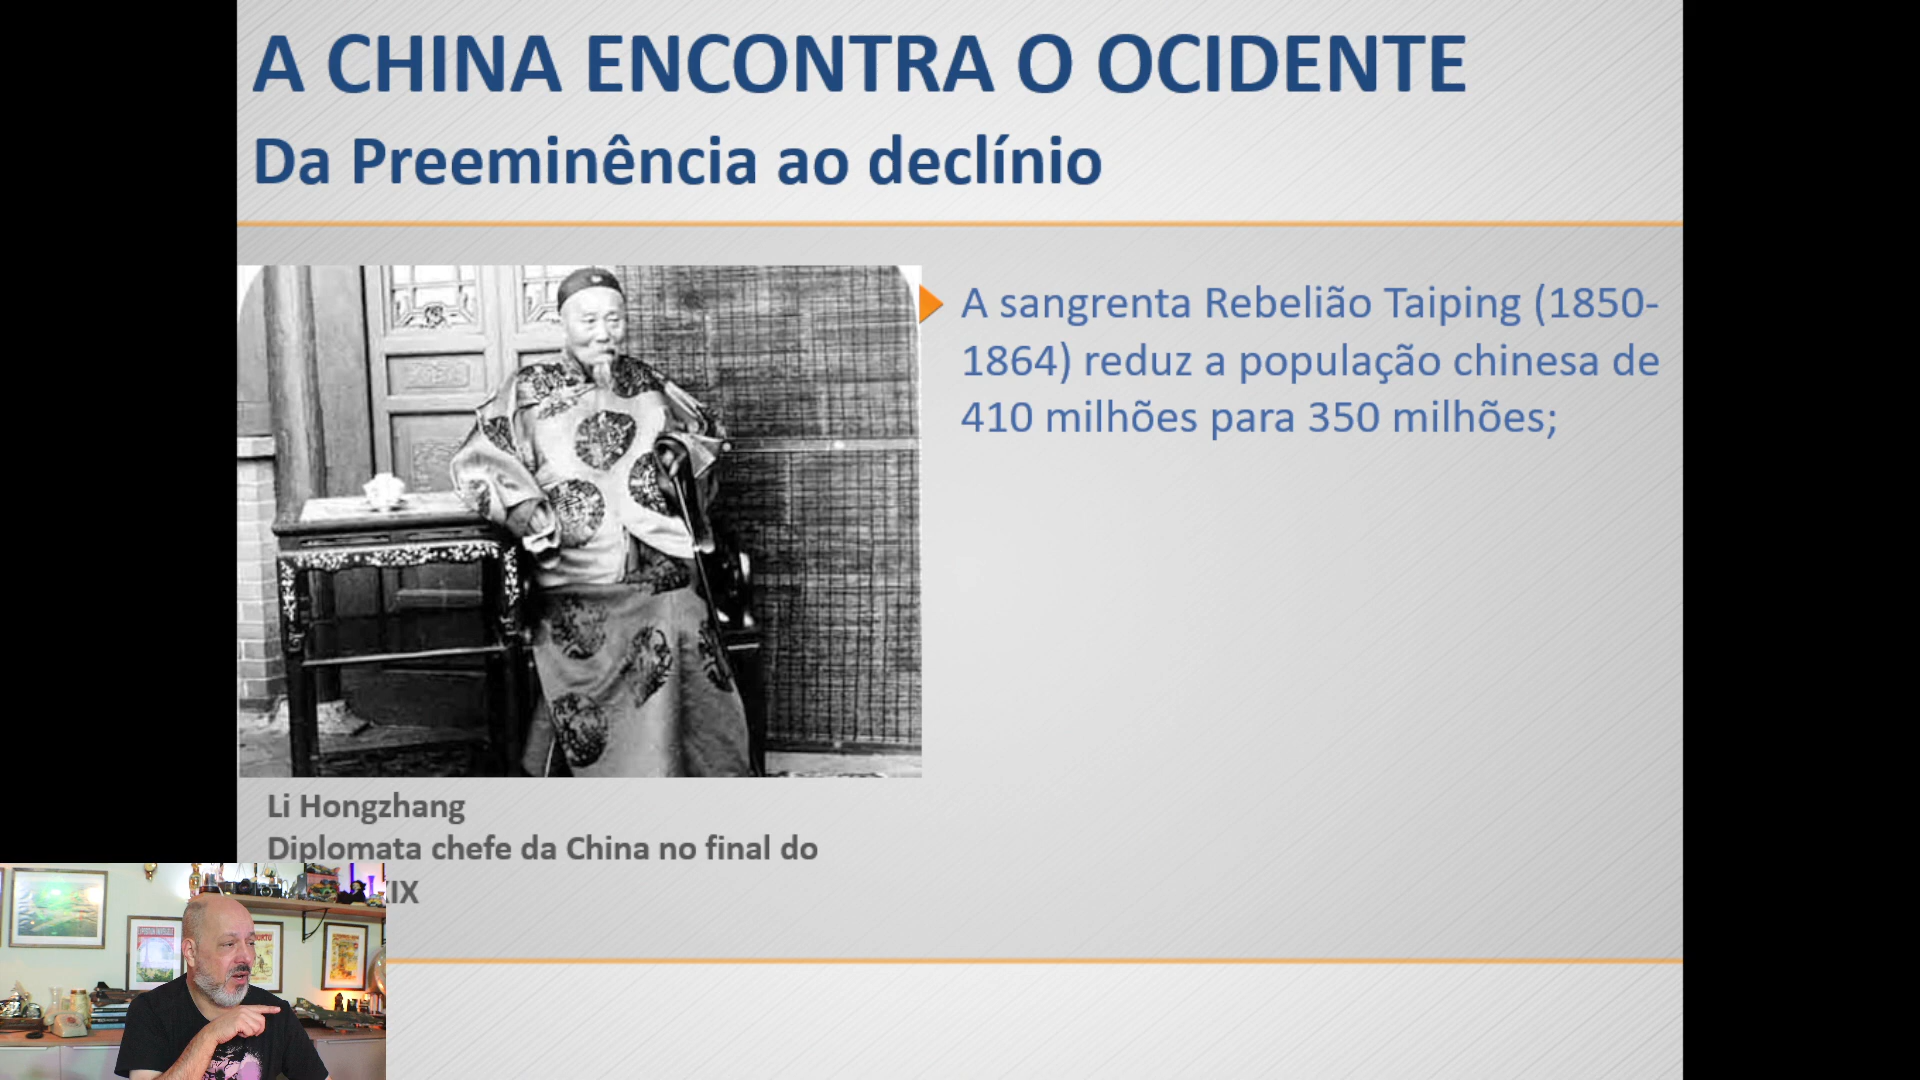 A CHINA ENCONTRA O OCIDENTE
Da Preeminência ao declínio
A sangrenta Rebelião Taiping (1850-
1864) reduz a população chinesa de
410 milhões para 350 milhões;
Li Hongzhang
Diplomata chefe da China no final do
XIX